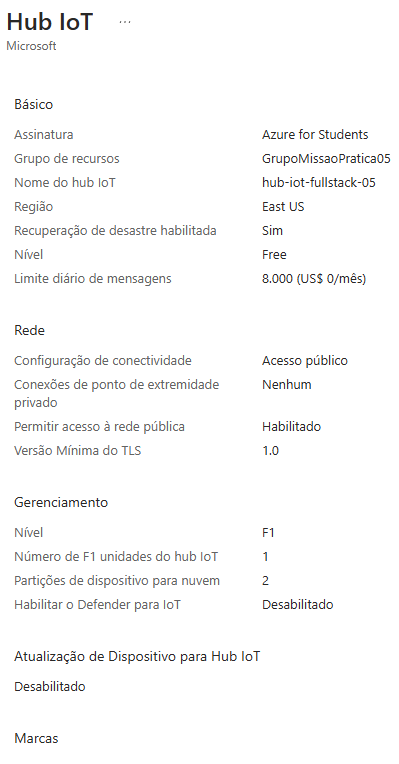 Hub IoT ...
Microsoft
Básico
Assinatura Azure for Students
Grupo de recursos GrupoMissaoPratica05
Nome do hub IoT hub-iot-fullstack-05
Região East US
Recuperação de desastre habilitada Sim
Nível Free
Limite diário de mensagens 8.000 (US$ 0/mês)
Rede
Configuração de conectividade Acesso público
Conexões de ponto de extremidade Nenhum
privado
Permitir acesso à rede pública Habilitado
Versão Mínima do TLS 1.0
Gerenciamento
Nível F1
Número de F1 unidades do hub IoT 1
Partições de dispositivo para nuvem 2
Habilitar o Defender para IoT Desabilitado
Atualização de Dispositivo para Hub IoT
Desabilitado
Marcas